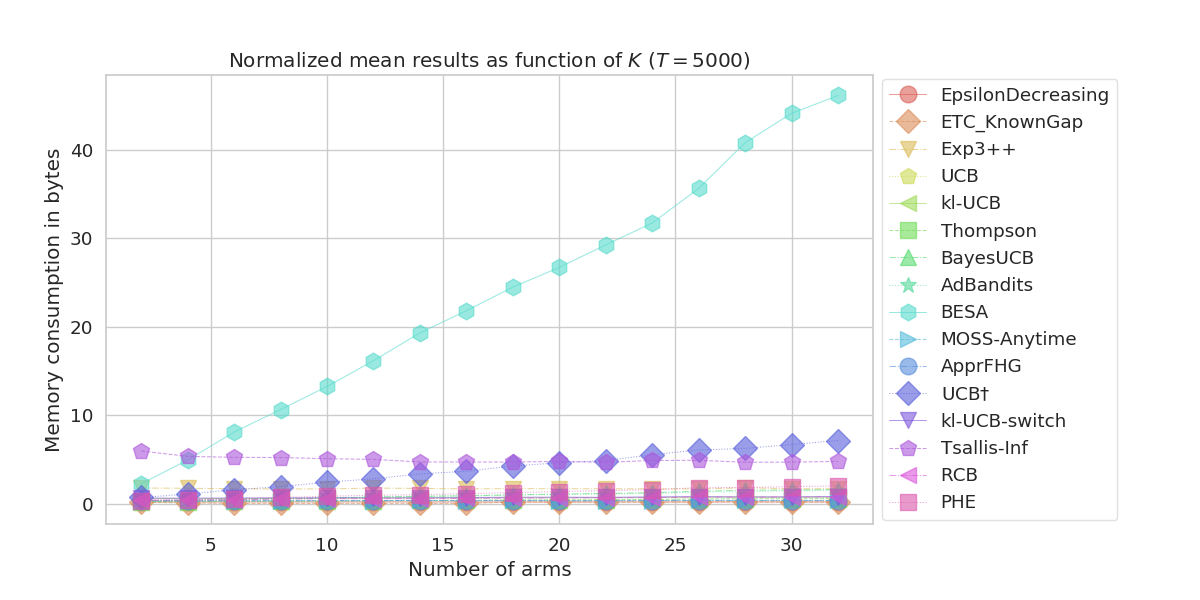 Normalized mean results as function of K (T = 5000)
Memory consumption in bytes
40
30
20
10
0
5
10
15
20
25
30
Number of arms
EpsilonDecreasing
ETC_KnownGap
Exp3++
UCB
kl-UCB
Thompson
BayesUCB
AdBandits
BESA
MOSS-Anytime
ApprFHG
UCB†
kl-UCB-switch
Tsallis-Inf
RCB
PHE